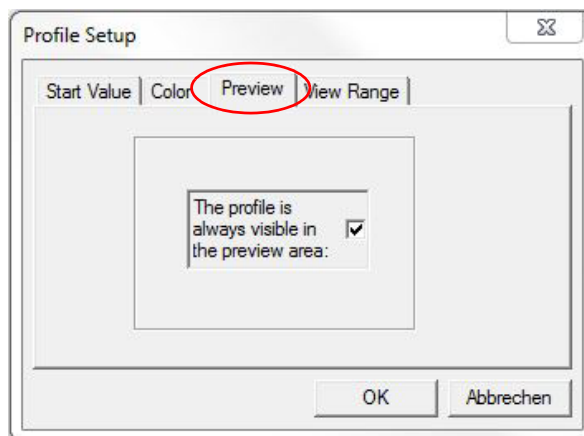 Profile Setup
Start Value Color Preview View Range
The profile is
always visible in
the preview area:
OK Abbrechen